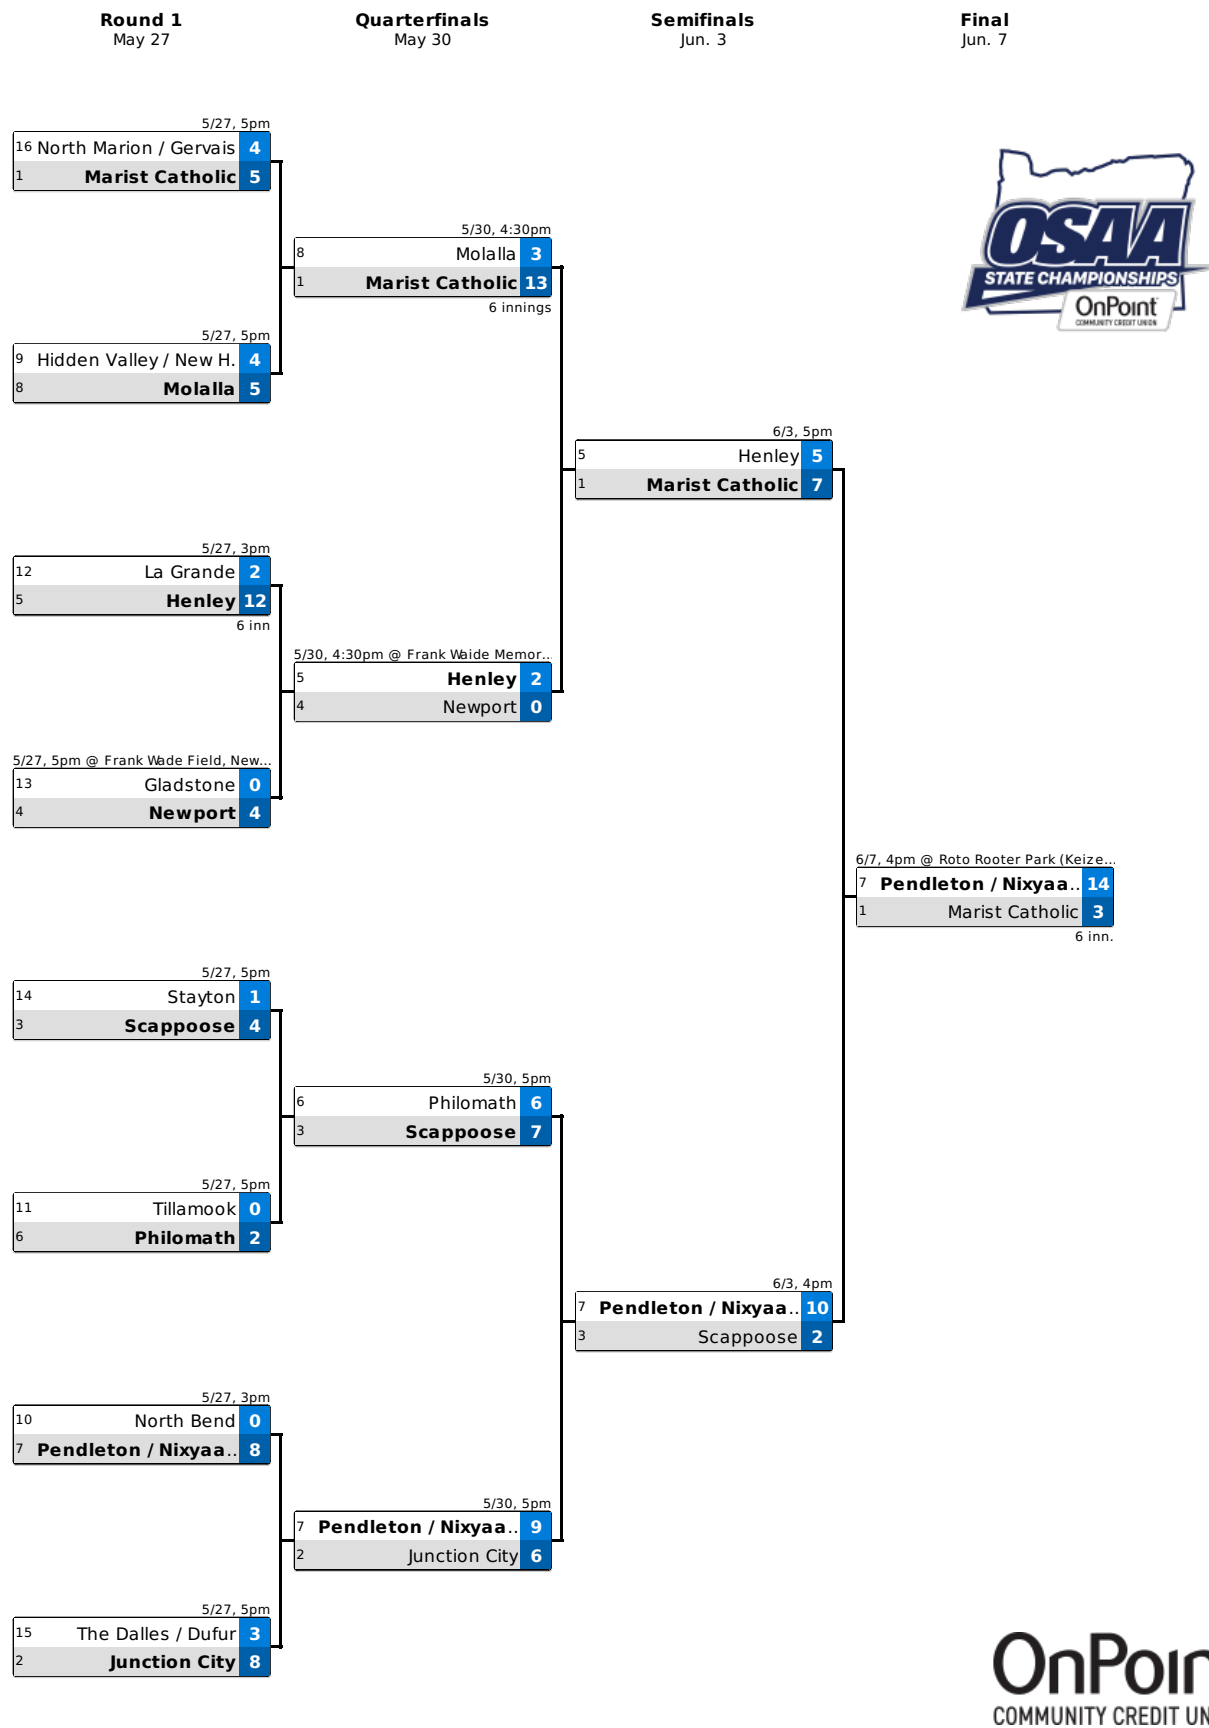 Round 1
May 27
Quarterfinals
May 30
Semifinals
Jun. 3
Final
Jun. 7
5/27, 5pm
16 North Marion / Gervais 4
1 Marist Catholic 5
5/27, 5pm
9 Hidden Valley / New H. 4
8 Molalla 5
5/27, 3pm
12 La Grande 2
5 Henley 12
6 inn
5/27, 5pm @ Frank Wade Field, New...
13 Gladstone 0
4 Newport 4
5/27, 5pm
14 Stayton 1
3 Scappoose 4
5/27, 5pm
11 Tillamook 0
6 Philomath 2
5/27, 3pm
10 North Bend 0
7 Pendleton / Nixyaa.. 8
5/27, 5pm
15 The Dalles / Dufur 3
2 Junction City 8
5/30, 4:30pm
8 Molalla 3
1 Marist Catholic 13
6 innings
5/30, 4:30pm @ Frank Waide Memor...
5 Henley 2
4 Newport 0
5/30, 5pm
6 Philomath 6
3 Scappoose 7
5/30, 5pm
7 Pendleton / Nixyaa.. 9
2 Junction City 6
6/3, 5pm
5 Henley 5
1 Marist Catholic 7
6/3, 4pm
7 Pendleton / Nixyaa.. 10
3 Scappoose 2
6/7, 4pm @ Roto Rooter Park (Keize...
7 Pendleton / Nixyaa.. 14
1 Marist Catholic 3
6 inn.
OSAA
STATE CHAMPIONSHIPS
OnPoint
COMMUNITY CREDIT UNION
OnPoin
COMMUNITY CREDIT UN